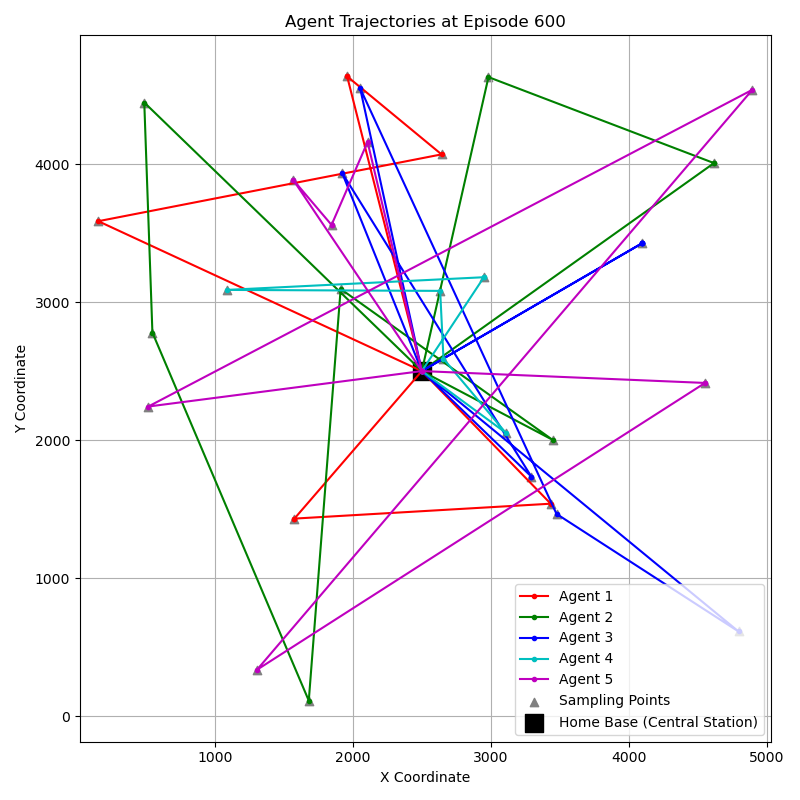 Agent Trajectories at Episode 600
Y Coordinate
4000
3000
2000
1000
0
1000
2000
3000
4000
5000
X Coordinate
Agent 1
Agent 2
Agent 3
Agent 4
Agent 5
Sampling Points
Home Base (Central Station)